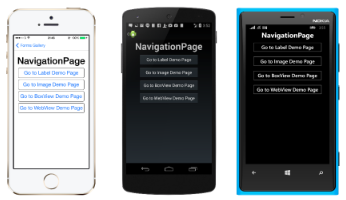 Forms Gallery
NavigationPage
Go to Label Demo Page
Go to Image Demo Page
Go to BoxView Demo Page
Go to WebView Demo Page
NavigationPage
Go to Label Demo Page
Go to Image Demo Page
Go to BoxView Demo Page
Go to WebView Demo Page
NOKIA
NavigationPage
Go to Label Demo Page
Go to Image Demo Page
Go to BoxView Demo Page
Go to WebView Demo Page